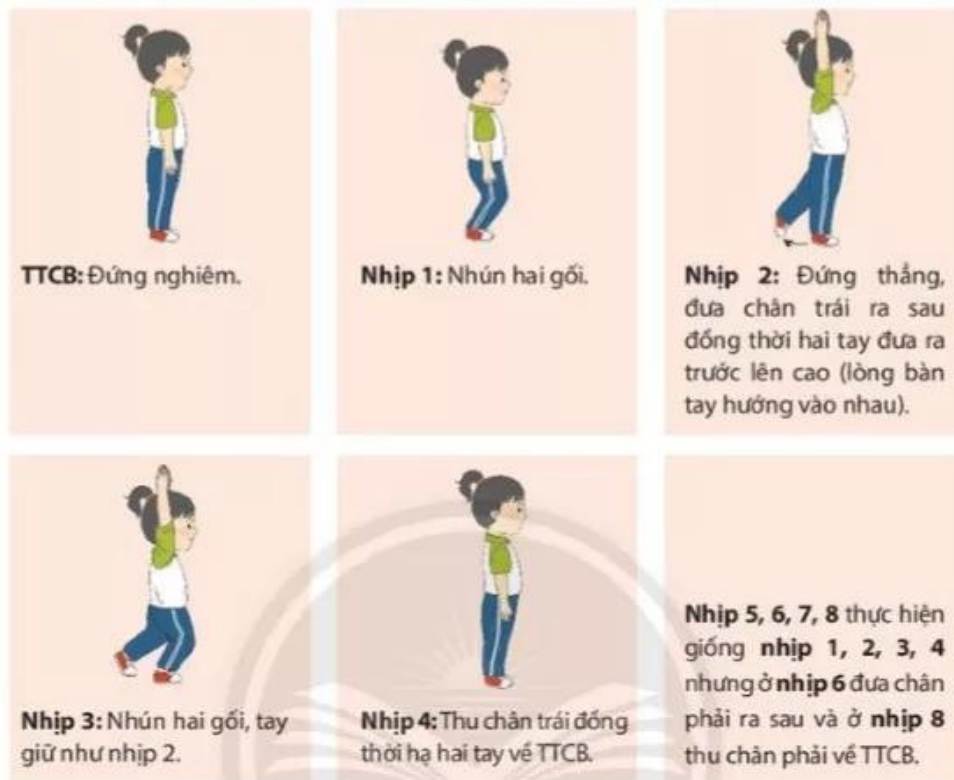 TTCB: Đứng nghiêm.
Nhịp 1: Nhún hai gối.
Nhịp 2: Đứng thẳng,
đưa chân trái ra sau
đồng thời hai tay đưa ra
trước lên cao (lòng bàn
tay hướng vào nhau).
Nhịp 3: Nhún hai gối, tay
giữ như nhịp 2.
Nhịp 4: Thu chân trái đồng
thời hạ hai tay về TTCB.
Nhịp 5, 6, 7, 8 thực hiện
giống nhịp 1, 2, 3, 4
nhưng ở nhịp 6 đưa chân
phải ra sau và ở nhịp 8
thu chân phải về TTCB.